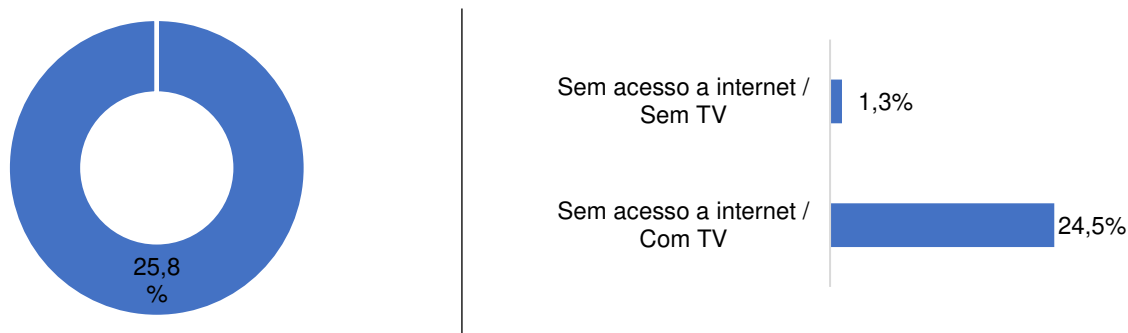 25,8
%
Sem acesso a internet /
Sem TV
1,3%
Sem acesso a internet /
Com TV
24,5%